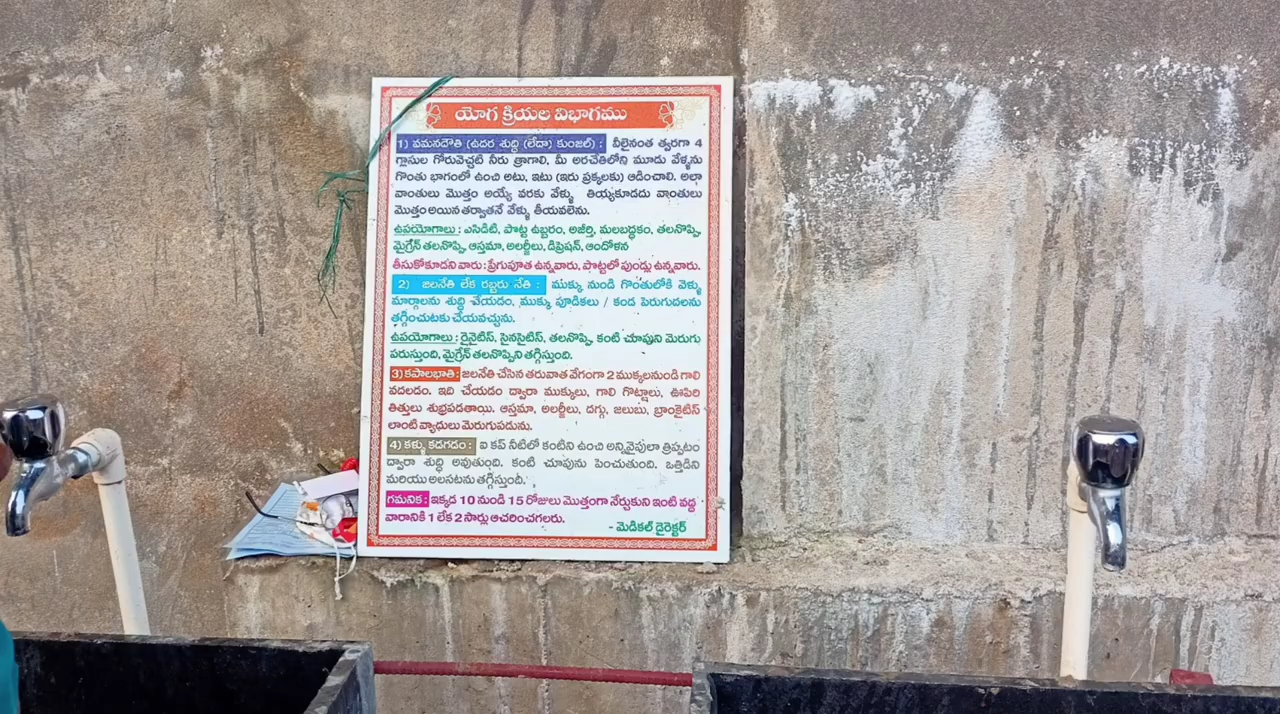 యోగ క్రియల విభాగము
1) వమనధౌతి (ఉదర శుద్ధి (లేదా) కుంజల్) : వీలైనంత త్వరగా 4
గ్లాసుల గోరువెచ్చటి నీరు త్రాగాలి, మీ అరచేతిలోని మూడు వేళ్ళను
గొంతు భాగంలో ఉంచి అటు, ఇటు (ఇరు ప్రక్కలకు) ఆడించాలి. అల్లా
వాంతులు మొత్తం అయ్యే వరకు వేళ్ళు తియ్యకూడదు వాంతులు
మొత్తం అయిన తర్వాతనే వేళ్ళు తీయవలెను.
ఉపయోగాలు : ఎసిడిటి, పొట్ట ఉబ్బరం, అజీర్తి, మలబద్ధకం, తలనొప్పి,
మైగ్రేన్ తలనొప్పి, ఆస్తమా, అలర్జీలు, డిప్రెషన్, ఆందోళన
తీసుకోకూడని వారు : ప్రేగుపూత ఉన్నవారు, పొట్టలో పుండ్లు ఉన్నవారు.
2) జలనేతి లేక రబ్బరు నేతి : ముక్కు నుండి గొంతులోకి వెళ్ళు
మార్గాలను శుద్ధి చేయడం, ముక్కు పూడికలు / కండ పెరుగుదలను
తగ్గించుటకు చేయవచ్చును.
ఉపయోగాలు : రైనైటిస్, సైనసైటిస్, తలనొప్పి, కంటి చూపుని మెరుగు
పరుస్తుంది, మైగ్రేన్ తలనొప్పిని తగ్గిస్తుంది.
3) కపాలభాతి : జలనేతి చేసిన తరువాత వేగంగా 2 ముక్కలనుండి గాలి
వదలడం. ఇది చేయడం ద్వారా ముక్కులు, గాలి గొట్టాలు, ఊపిరి
తిత్తులు శుభ్రపడతాయి. ఆస్తమా, అలర్జీలు, దగ్గు, జలుబు, బ్రాంకైటిస్
లాంటి వ్యాధులు మెరుగుపడును.
4) కళ్ళు కడగడం : ఐ కప్ నీటిలో కంటిని ఉంచి అన్నివైపులా త్రిప్పటం
ద్వారా శుద్ధి అవుతుంది. కంటి చూపును పెంచుతుంది. ఒత్తిడిని
మరియు అలసటను తగ్గిస్తుంది.
గమనిక : ఇక్కడ 10 నుండి 15 రోజులు మొత్తంగా నేర్చుకుని ఇంటి వద్ద
వారానికి 1 లేక 2 సార్లు ఆచరించగలరు.
- మెడికల్ డైరెక్టర్